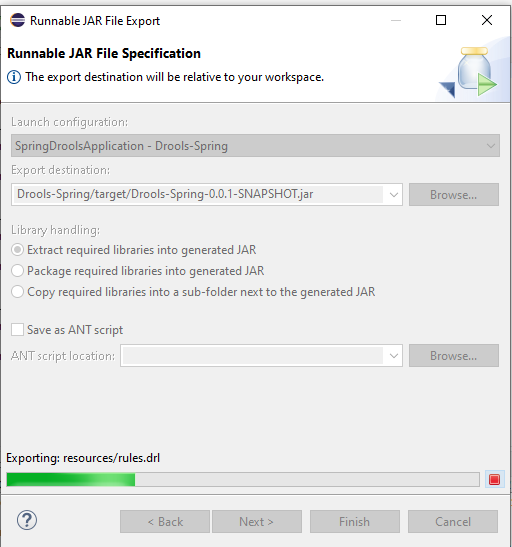 Runnable JAR File Export
Runnable JAR File Specification
The export destination will be relative to your workspace.
Launch configuration:
SpringDroolsApplication - Drools-Spring
Export destination:
Drools-Spring/target/Drools-Spring-0.0.1-SNAPSHOT.jar
Browse...
Library handling:
Extract required libraries into generated JAR
Package required libraries into generated JAR
Copy required libraries into a sub-folder next to the generated JAR
Save as ANT script
ANT script location:
Browse...
Exporting: resources/rules.drl
< Back
Next >
Finish
Cancel